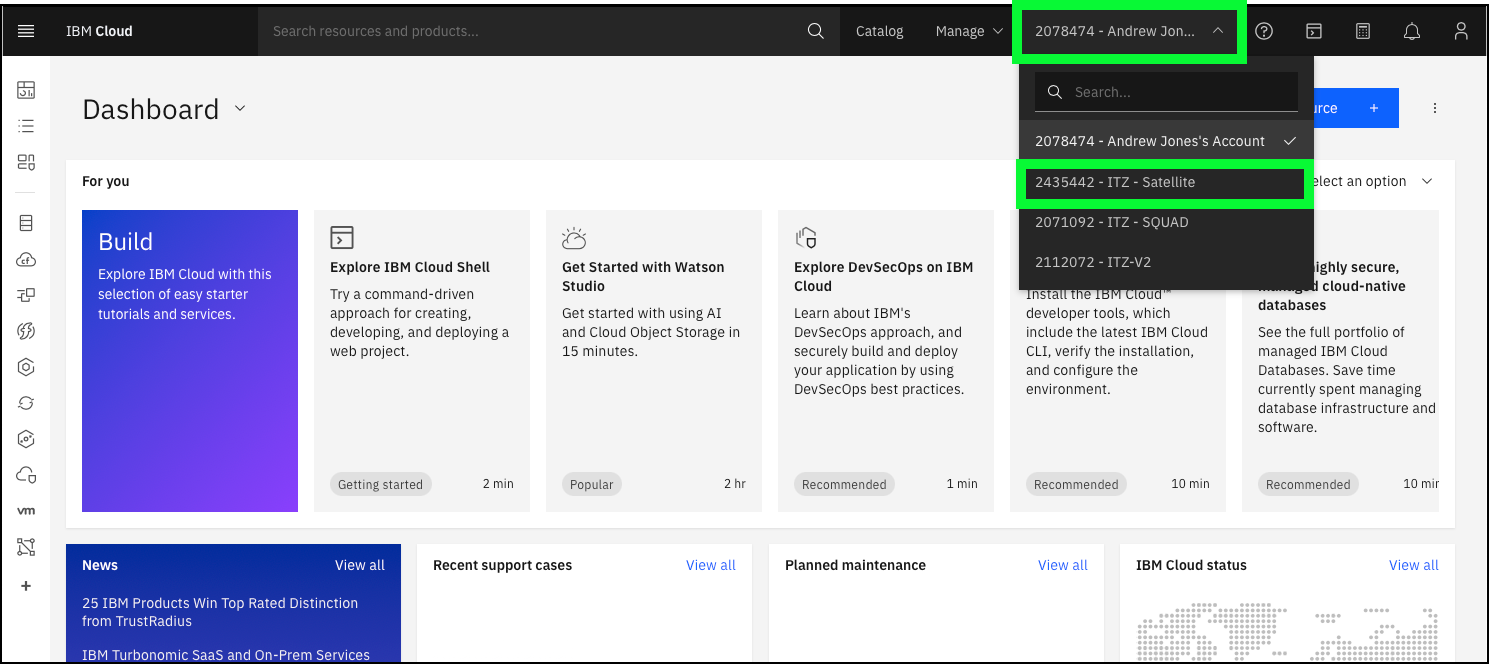 IBM Cloud
Search resources and products...
Catalog
Manage
2078474 - Andrew Jon...
Search...
2078474 - Andrew Jones's Account
2435442 - ITZ - Satellite
2071092 - ITZ - SQUAD
2112072 - ITZ-V2
Dashboard
+
For you
Build
Explore IBM Cloud with this
selection of easy starter
tutorials and services.
Explore IBM Cloud Shell
Try a command-driven
approach for creating,
developing, and deploying a
web project.
Getting started
2 min
Get Started with Watson
Studio
Get started with using AI
and Cloud Object Storage in
15 minutes.
Popular
2 hr
Explore DevSecOps on IBM
Cloud
Learn about IBM's
DevSecOps approach, and
securely build and deploy
your application by using
DevSecOps best practices.
Recommended
1 min
Install the IBM Cloud™
developer tools, which
include the latest IBM Cloud
CLI, verify the installation,
and configure the
environment.
Recommended
10 min
an option
secure,
cloud-native
databases
See the full portfolio of
managed IBM Cloud
Databases. Save time
currently spent managing
database infrastructure and
software.
Recommended
10 min
vm
+
News
View all
25 IBM Products Win Top Rated Distinction
from TrustRadius
IBM Turbonomic SaaS and On-Prem Services
Recent support cases
View all
Planned maintenance
View all
IBM Cloud status
View all